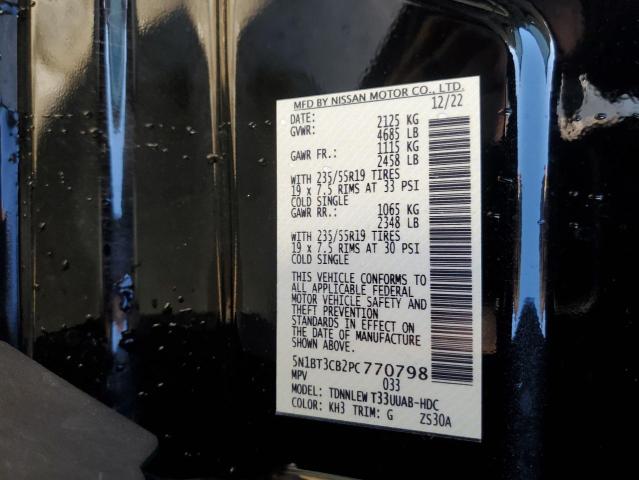 MFD BY NISSAN MOTOR CO., LTD.
DATE: 12/22
GVWR: 2125 KG
4685 LB
GAWR FR.: 1115 KG
2458 LB
WITH 235/55R19 TIRES
19 x 7.5 RIMS AT 33 PSI
COLD SINGLE
GAWR RR.: 1065 KG
2348 LB
WITH 235/55R19 TIRES
19 x 7.5 RIMS AT 30 PSI
COLD SINGLE
THIS VEHICLE CONFORMS TO
ALL APPLICABLE FEDERAL
MOTOR VEHICLE SAFETY AND
THEFT PREVENTION
STANDARDS IN EFFECT ON
THE DATE OF MANUFACTURE
SHOWN ABOVE.
5N1BT3CB2PC770798
MPV 033
MODEL: TDNNLEW T33UUAB-HDC
COLOR: KH3 TRIM: G ZS30A